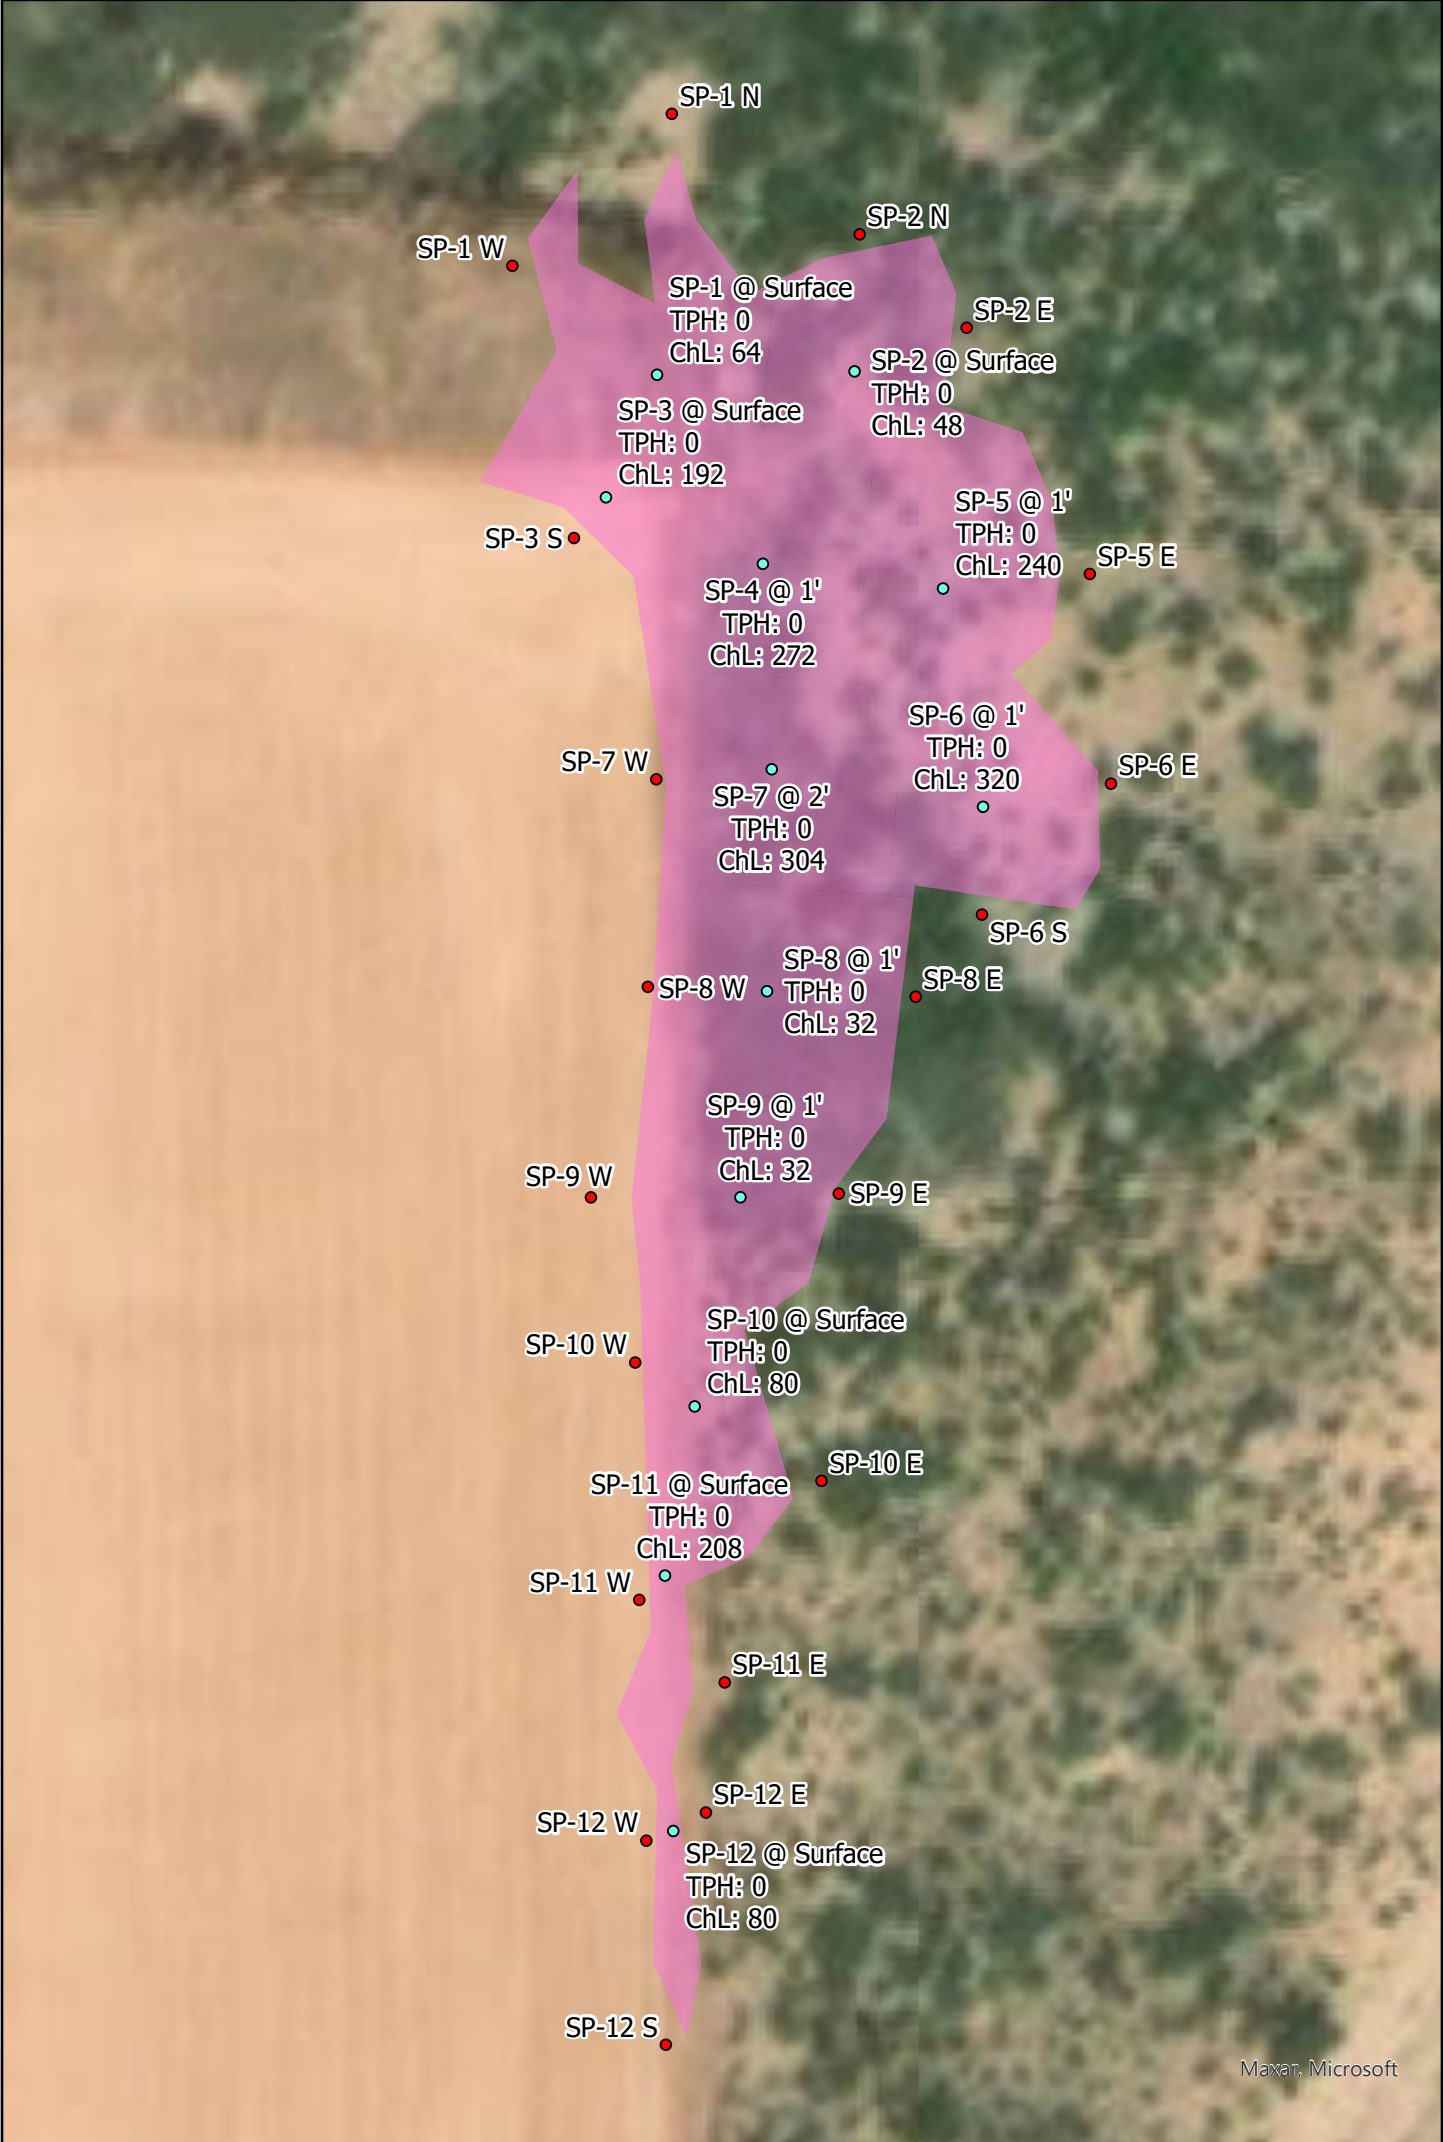 SP-1 N
SP-2 N
SP-1 W
SP-1 @ Surface
TPH: 0
ChL: 64
SP-2 E
SP-2 @ Surface
TPH: 0
ChL: 48
SP-3 @ Surface
TPH: 0
ChL: 192
SP-3 S
SP-5 @ 1'
TPH: 0
ChL: 240
SP-5 E
SP-4 @ 1'
TPH: 0
ChL: 272
SP-6 @ 1'
TPH: 0
ChL: 320
SP-6 E
SP-7 W
SP-7 @ 2'
TPH: 0
ChL: 304
SP-6 S
SP-8 W
SP-8 @ 1'
TPH: 0
ChL: 32
SP-8 E
SP-9 @ 1'
TPH: 0
ChL: 32
SP-9 W
SP-9 E
SP-10 @ Surface
TPH: 0
ChL: 80
SP-10 W
SP-10 E
SP-11 @ Surface
TPH: 0
ChL: 208
SP-11 W
SP-11 E
SP-12 E
SP-12 W
SP-12 @ Surface
TPH: 0
ChL: 80
SP-12 S
Maxar, Microsoft